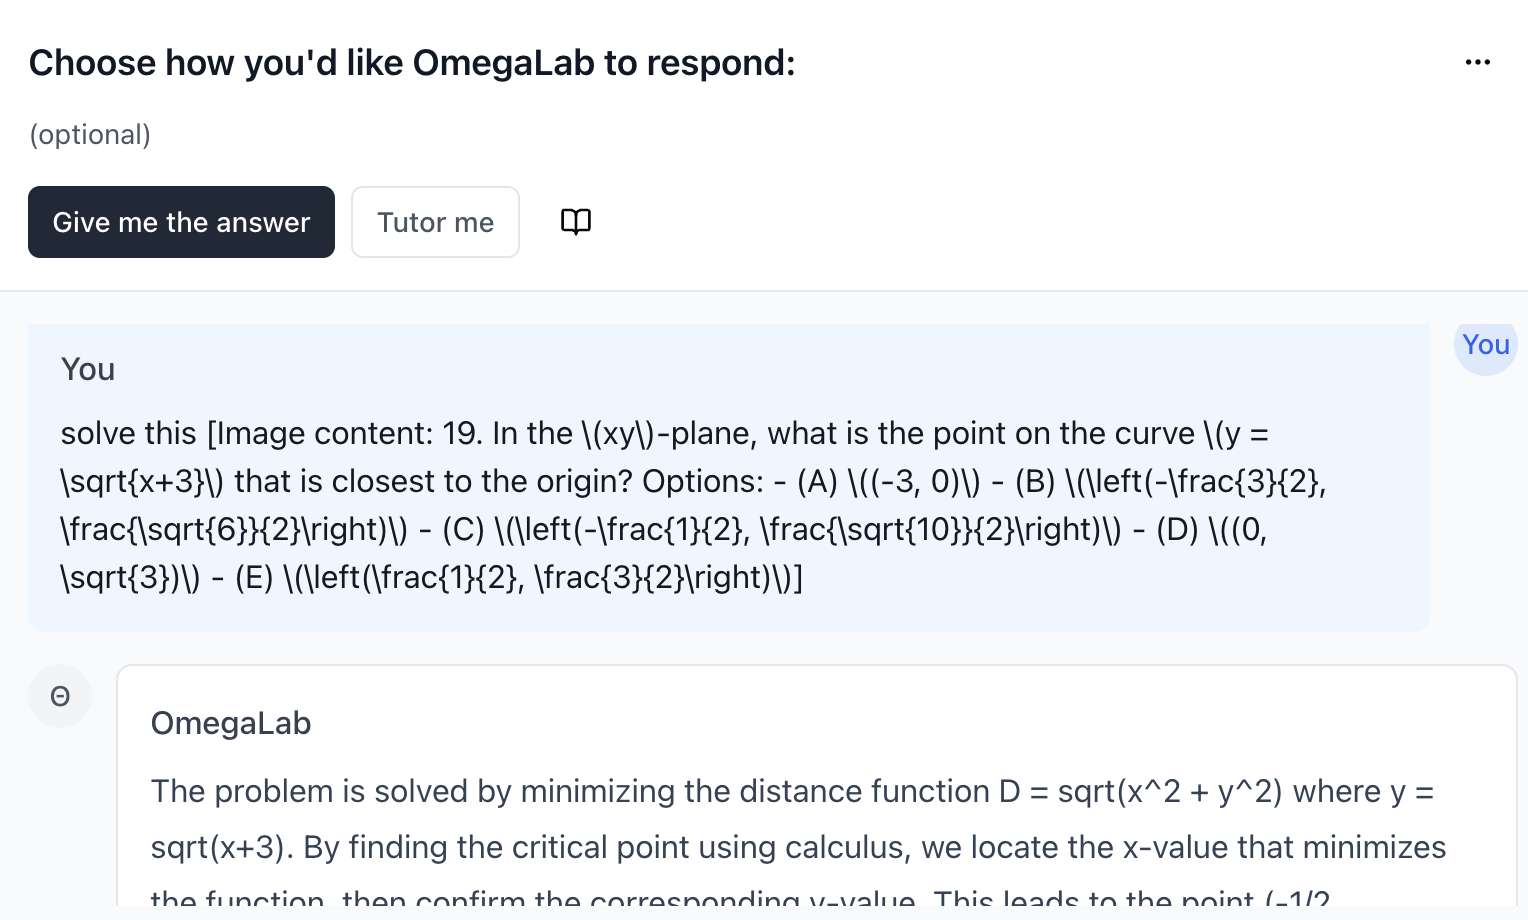 Choose how you'd like OmegaLab to respond:
(optional)
Give me the answer
Tutor me
You
You
solve this [Image content: 19. In the \(xy\)-plane, what is the point on the curve \(y =
\sqrt{x+3}\) that is closest to the origin? Options: - (A) \((-3, 0)\) - (B) \(\left(-\frac{3}{2},
\frac{\sqrt{6}}{2}\right)\) - (C) \(\left(-\frac{1}{2}, \frac{\sqrt{10}}{2}\right)\) - (D) \((0,
\sqrt{3})\) - (E) \(\left(\frac{1}{2}, \frac{3}{2}\right)\)]
OmegaLab
The problem is solved by minimizing the distance function D = sqrt(x^2 + y^2) where y =
sqrt(x+3). By finding the critical point using calculus, we locate the x-value that minimizes
the function, then confirm the corresponding y-value. This leads to the point (-1/2,